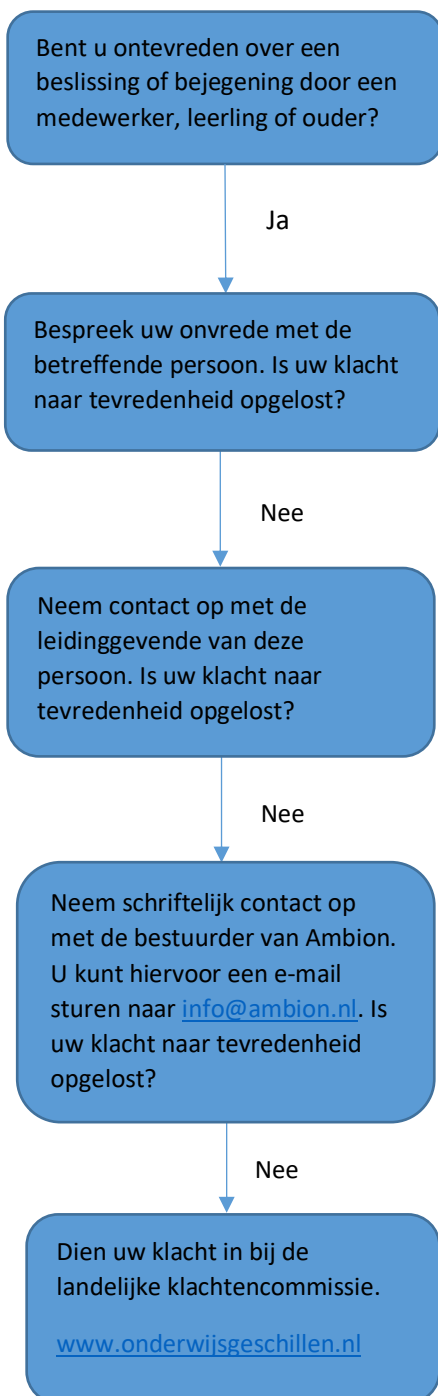 Bent u ontevreden over een
beslissing of bejegening door een
medewerker, leerling of ouder?
Ja
Bespreek uw onvrede met de
betreffende persoon. Is uw klacht
naar tevredenheid opgelost?
Nee
Neem contact op met de
leidinggevende van deze
persoon. Is uw klacht naar
tevredenheid opgelost?
Nee
Neem schriftelijk contact op
met de bestuurder van Ambion.
U kunt hiervoor een e-mail
sturen naar info@ambion.nl. Is
uw klacht naar tevredenheid
opgelost?
Nee
Dien uw klacht in bij de
landelijke klachtencommissie.
www.onderwijsgeschillen.nl